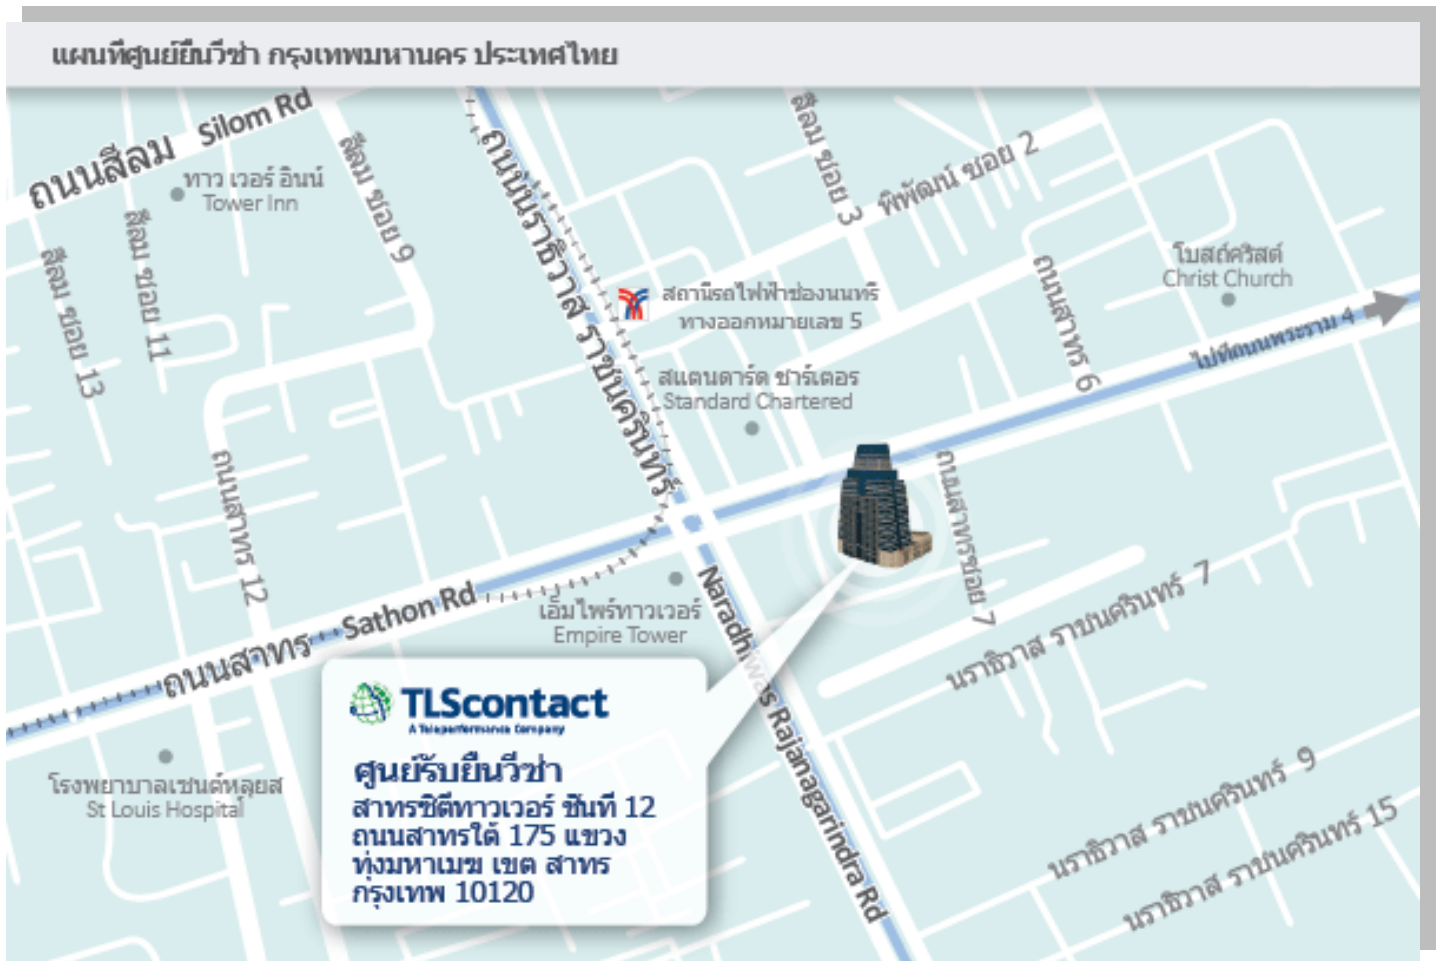 แผนที่ศูนย์ยื่นวีซ่า กรุงเทพมหานคร ประเทศไทย
ถนนสีลม Silom Rd
ทาว เวอร์ อินน์
Tower Inn
สีลม ซอย 9
สีลม ซอย 11
สีลม ซอย 13
ถนนนราธิวาส ราชนครินทร์
สีลม ซอย 3
พิพัฒน์ ซอย 2
สถานีรถไฟฟ้าช่องนนทรี
ทางออกหมายเลข 5
โบสถ์คริสต์
Christ Church
ถนนสาทร 6
ไปที่ถนนพระราม 4
สแตนดาร์ด ชาร์เตอร
Standard Chartered
ถนนสาทร 12
ถนนสาทรซอย 7
นราธิวาส ราชนครินทร์ 7
ถนนสาทร Sathon Rd
เอ็มไพร์ทาวเวอร์
Empire Tower
Naradhiwas Rajanagarindra Rd
TLScontact
A Teleperformance Company
ศูนย์รับยื่นวีซ่า
สาทรซิตี้ทาวเวอร์ ชั้นที่ 12
ถนนสาทรใต้ 175 แขวง
ทุ่งมหาเมฆ เขต สาทร
กรุงเทพ 10120
โรงพยาบาลเซนต์หลุยส
St Louis Hospital
นราธิวาส ราชนครินทร์ 9
นราธิวาส ราชนครินทร์ 15